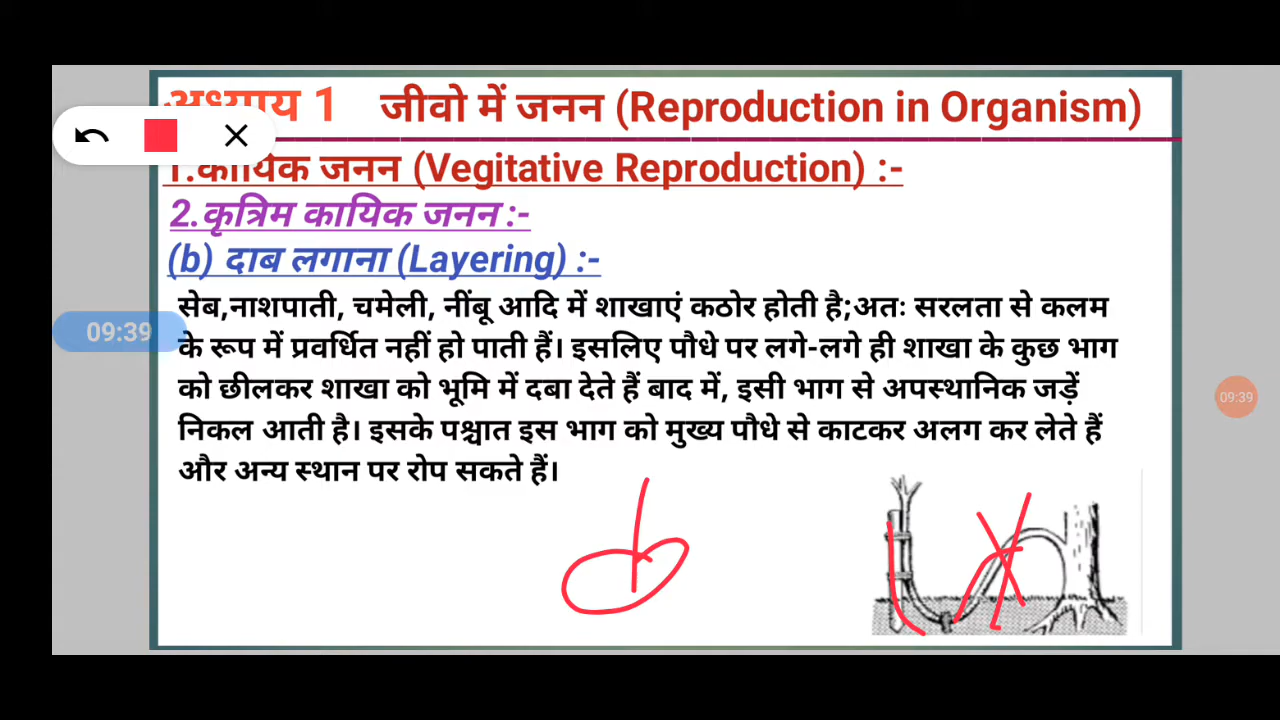 अध्याय 1 जीवो में जनन (Reproduction in Organism)
1.कायिक जनन (Vegitative Reproduction) :-
2.कृत्रिम कायिक जनन :-
(b) दाब लगाना (Layering) :-
सेब,नाशपाती, चमेली, नींबू आदि में शाखाएं कठोर होती है;अतः सरलता से कलम
09:39
के रूप में प्रवर्धित नहीं हो पाती हैं। इसलिए पौधे पर लगे-लगे ही शाखा के कुछ भाग
को छीलकर शाखा को भूमि में दबा देते हैं बाद में, इसी भाग से अपस्थानिक जड़ें
09:39
निकल आती है। इसके पश्चात इस भाग को मुख्य पौधे से काटकर अलग कर लेते हैं
और अन्य स्थान पर रोप सकते हैं।